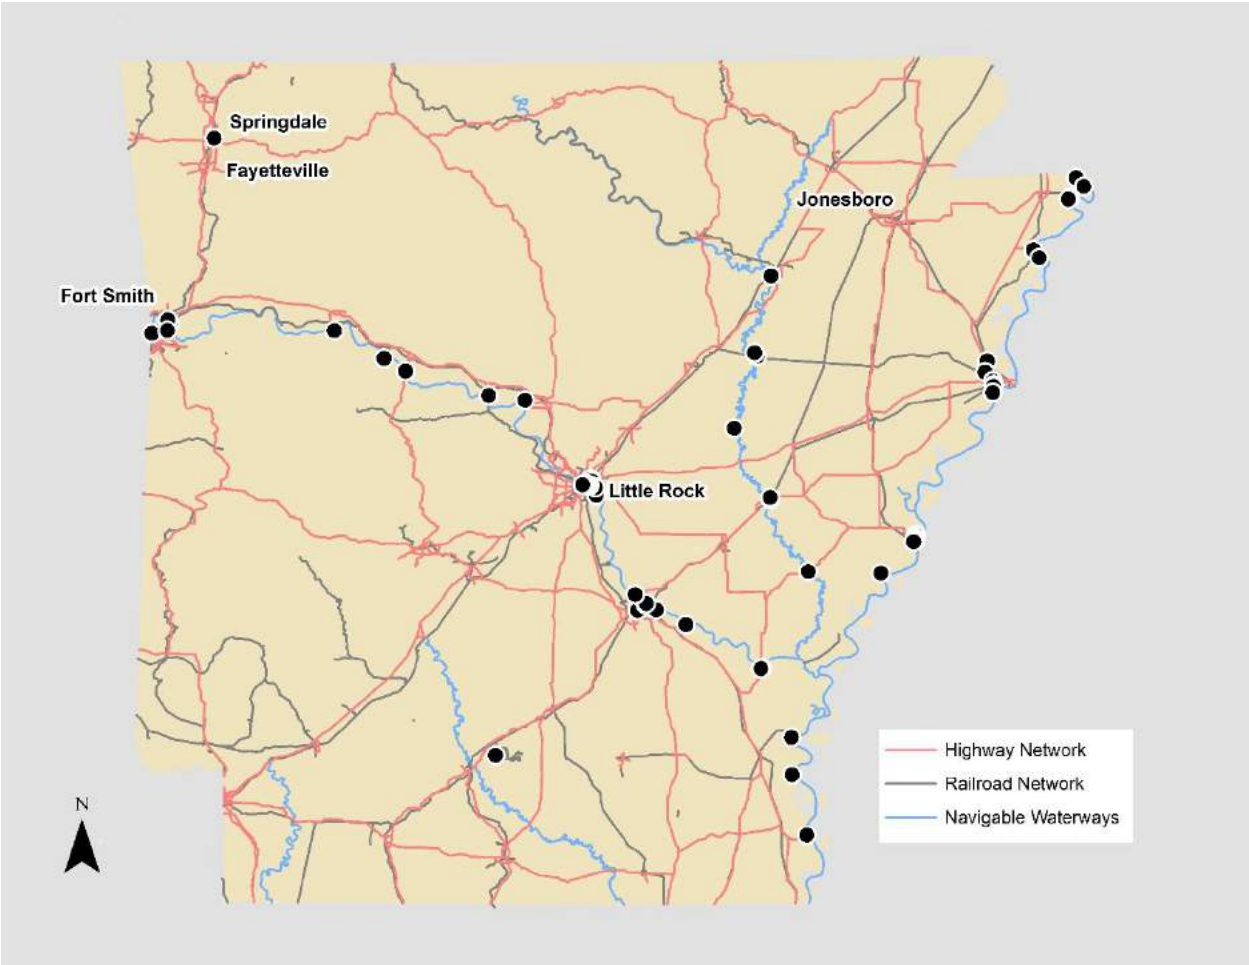 Springdale
Fayetteville
Jonesboro
Fort Smith
Little Rock
Highway Network
Railroad Network
Navigable Waterways
N